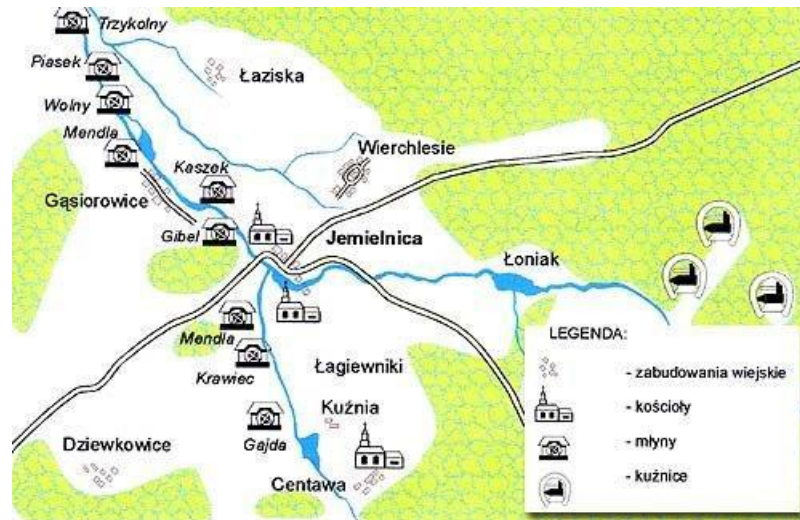 Trzykolny
Piasek
Łaziska
Wolny
Mendla
Wierchlesie
Kaszek
Gąsiorowice
Gibel
Jemielnica
Łoniak
Mendla
Krawiec
Łagiewniki
Kuźnia
Gajda
Dziewkowice
Centawa
LEGENDA:
- zabudowania wiejskie
- kościoły
- młyny
- kuźnice